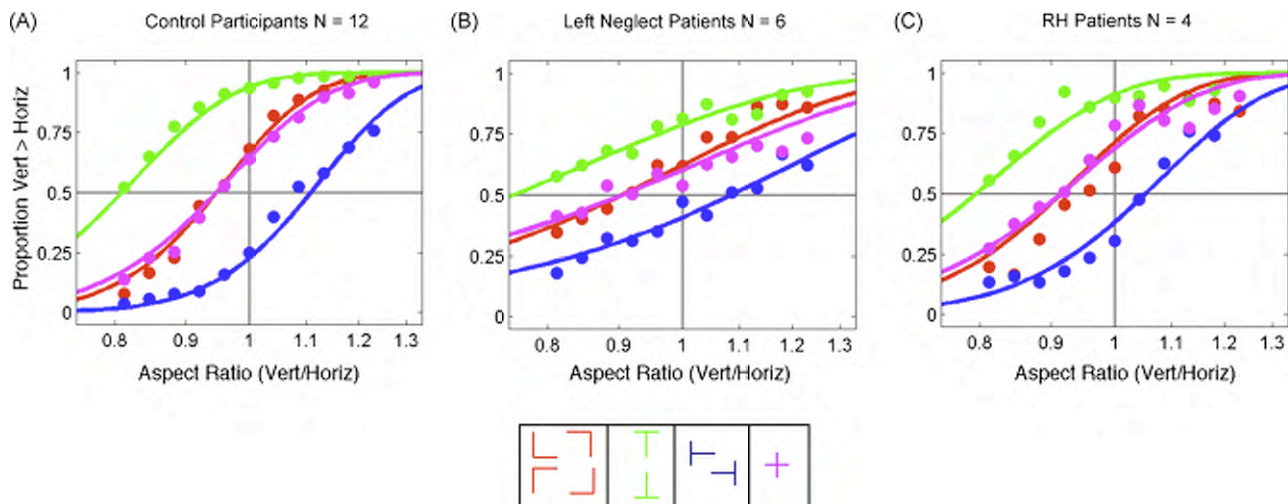 (A) Control Participants N = 12
(B) Left Neglect Patients N = 6
(C) RH Patients N = 4
Proportion Vert > Horiz
1
0.75
0.5
0.25
0
0.8 0.9 1 1.1 1.2 1.3
Aspect Ratio (Vert/Horiz)
1
0.75
0.5
0.25
0
0.8 0.9 1 1.1 1.2 1.3
Aspect Ratio (Vert/Horiz)
1
0.75
0.5
0.25
0
0.8 0.9 1 1.1 1.2 1.3
Aspect Ratio (Vert/Horiz)